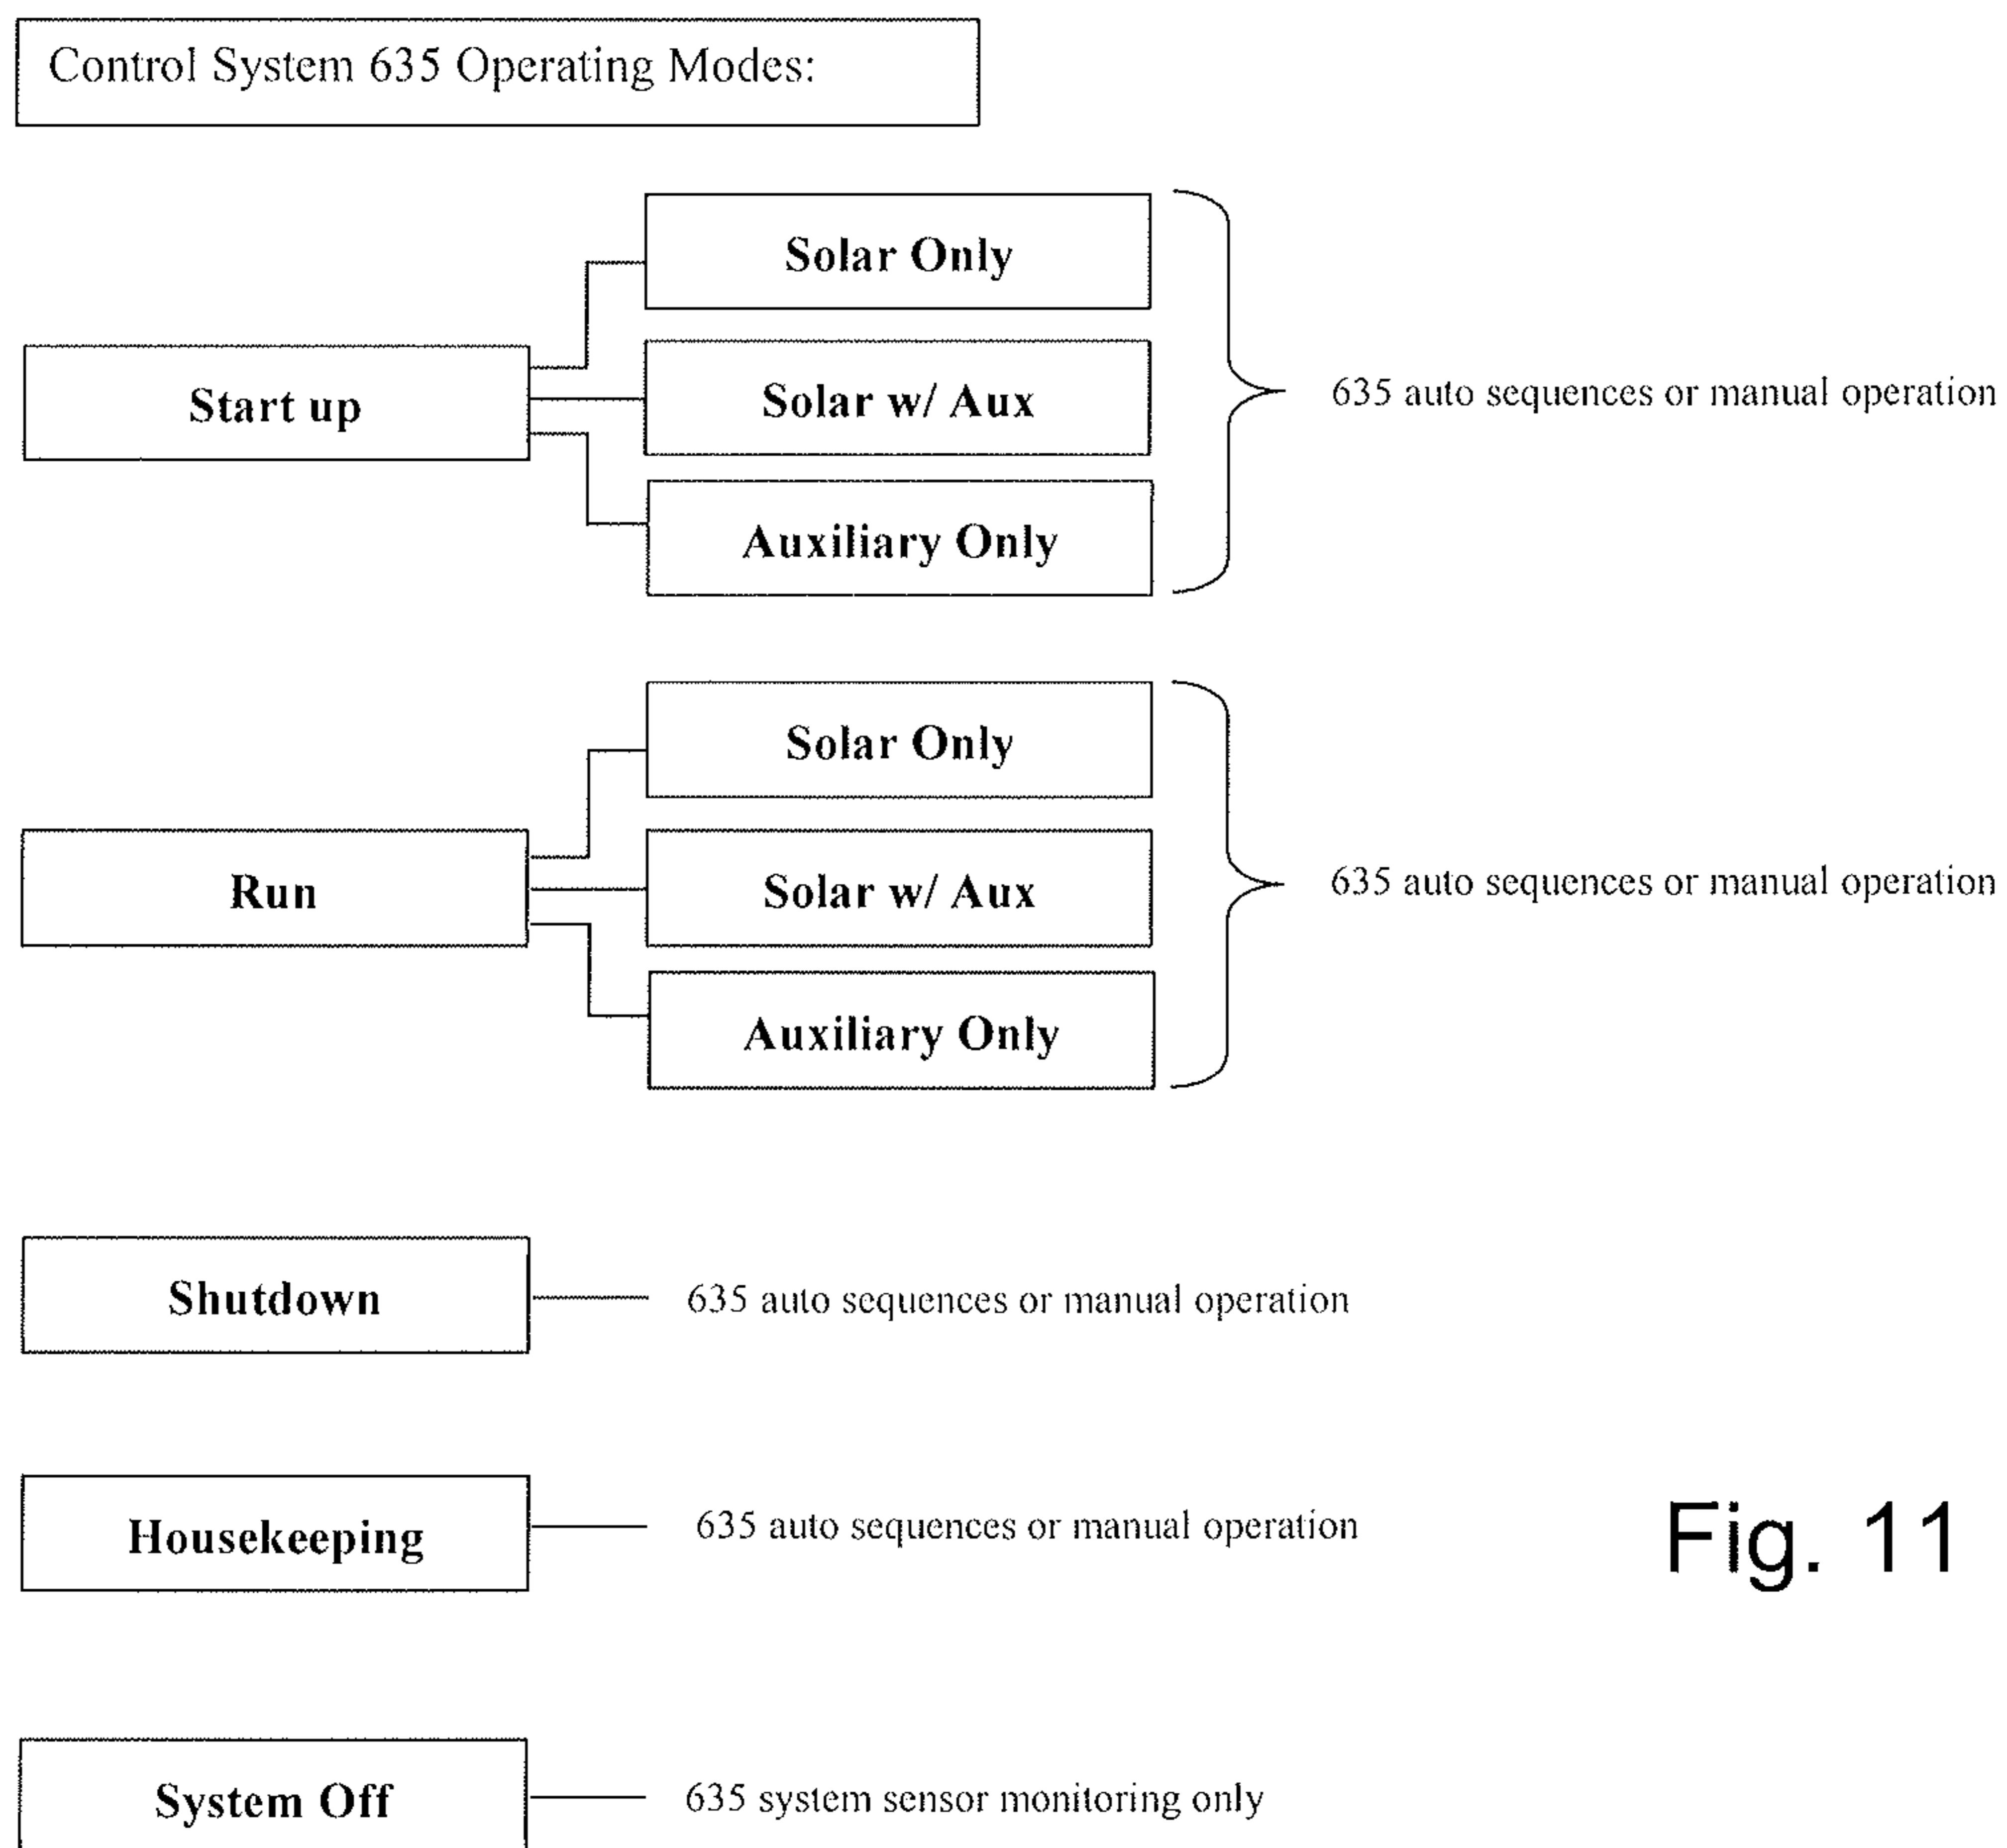 Control System 635 Operating Modes:
Solar Only
Start up
Solar w/ Aux
635 auto sequences or manual operation
Auxiliary Only
Solar Only
Run
Solar w/ Aux
635 auto sequences or manual operation
Auxiliary Only
Shutdown
635 auto sequences or manual operation
Housekeeping
635 auto sequences or manual operation
Fig. 11
System Off
635 system sensor monitoring only